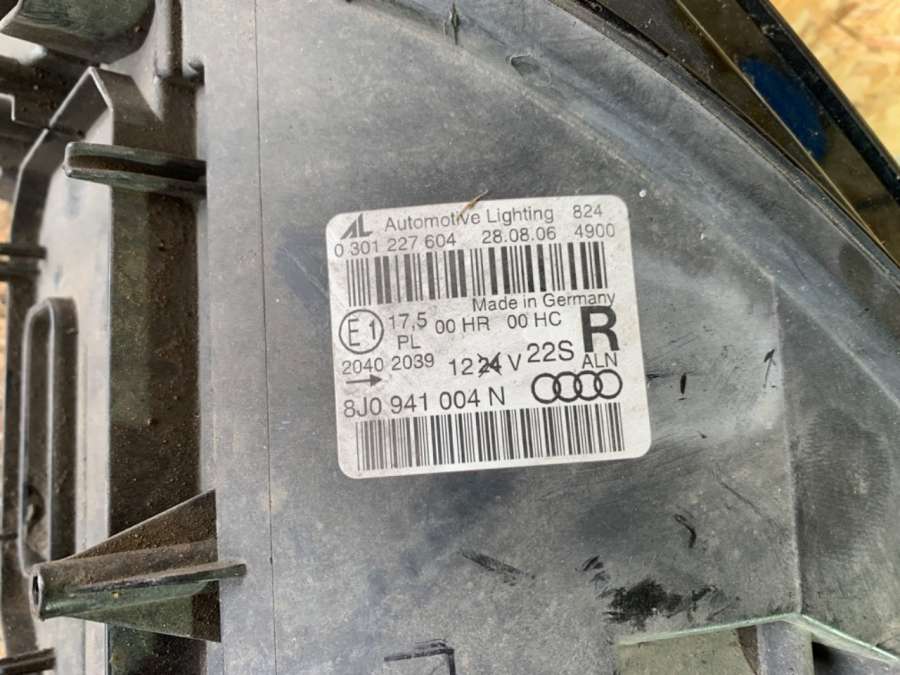 AL Automotive Lighting 824
0 301 227 604 28.08.06 4900
Made in Germany
E1 17,5 00 HR 00 HC R
PL
2040 2039 12 24 V 22S ALN
→
8J0 941 004 N